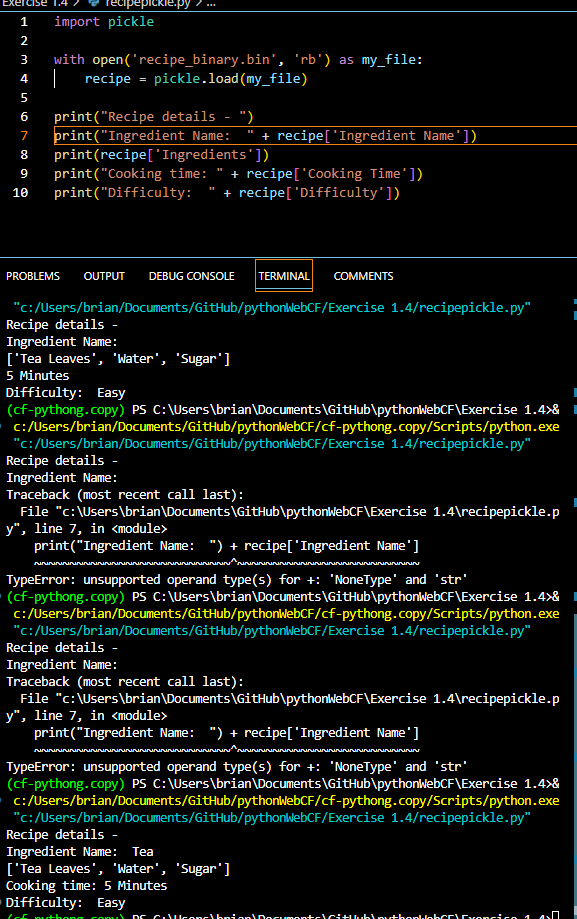 Exercise 1.4 > recipepickle.py > ...
1 import pickle
2
3 with open('recipe_binary.bin', 'rb') as my_file:
4     recipe = pickle.load(my_file)
5
6 print("Recipe details - ")
7 print("Ingredient Name:  " + recipe['Ingredient Name'])
8 print(recipe['Ingredients'])
9 print("Cooking time: " + recipe['Cooking Time'])
10 print("Difficulty:  " + recipe['Difficulty'])
PROBLEMS OUTPUT DEBUG CONSOLE TERMINAL COMMENTS
"c:/Users/brian/Documents/GitHub/pythonWebCF/Exercise 1.4/recipepickle.py"
Recipe details -
Ingredient Name:
['Tea Leaves', 'Water', 'Sugar']
5 Minutes
Difficulty:  Easy
(cf-pythong.copy) PS C:\Users\brian\Documents\GitHub\pythonWebCF\Exercise 1.4>&
c:/Users/brian/Documents/GitHub/pythonWebCF/cf-pythong.copy/Scripts/python.exe
"c:/Users/brian/Documents/GitHub/pythonWebCF/Exercise 1.4/recipepickle.py"
Recipe details -
Ingredient Name:
Traceback (most recent call last):
  File "c:\Users\brian\Documents\GitHub\pythonWebCF\Exercise 1.4\recipepickle.p
y", line 7, in <module>
    print("Ingredient Name:  ") + recipe['Ingredient Name']
    ~~~~~~~~~~~~~~~~~~~~~~~~~~~~^~~~~~~~~~~~~~~~~~~~~~~~~~~
TypeError: unsupported operand type(s) for +: 'NoneType' and 'str'
(cf-pythong.copy) PS C:\Users\brian\Documents\GitHub\pythonWebCF\Exercise 1.4>&
c:/Users/brian/Documents/GitHub/pythonWebCF/cf-pythong.copy/Scripts/python.exe
"c:/Users/brian/Documents/GitHub/pythonWebCF/Exercise 1.4/recipepickle.py"
Recipe details -
Ingredient Name:
Traceback (most recent call last):
  File "c:\Users\brian\Documents\GitHub\pythonWebCF\Exercise 1.4\recipepickle.p
y", line 7, in <module>
    print("Ingredient Name:  ") + recipe['Ingredient Name']
    ~~~~~~~~~~~~~~~~~~~~~~~~~~~~^~~~~~~~~~~~~~~~~~~~~~~~~~~
TypeError: unsupported operand type(s) for +: 'NoneType' and 'str'
(cf-pythong.copy) PS C:\Users\brian\Documents\GitHub\pythonWebCF\Exercise 1.4>&
c:/Users/brian/Documents/GitHub/pythonWebCF/cf-pythong.copy/Scripts/python.exe
"c:/Users/brian/Documents/GitHub/pythonWebCF/Exercise 1.4/recipepickle.py"
Recipe details -
Ingredient Name:  Tea
['Tea Leaves', 'Water', 'Sugar']
Cooking time: 5 Minutes
Difficulty:  Easy
(cf-pythong.copy) PS C:\Users\brian\Documents\GitHub\pythonWebCF\Exercise 1.4>